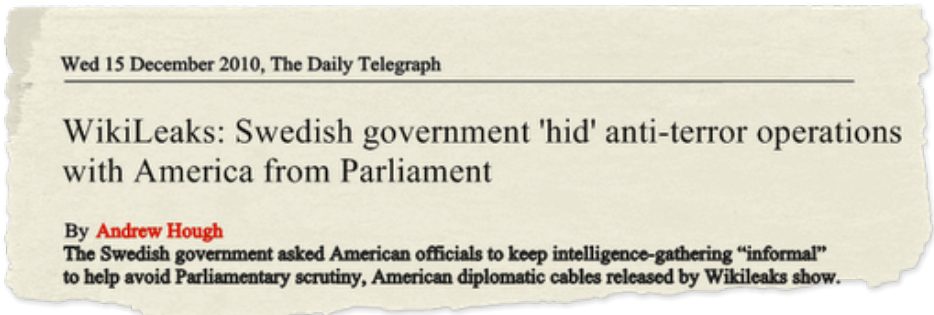 Wed 15 December 2010, The Daily Telegraph
WikiLeaks: Swedish government 'hid' anti-terror operations
with America from Parliament
By Andrew Hough
The Swedish government asked American officials to keep intelligence-gathering “informal”
to help avoid Parliamentary scrutiny, American diplomatic cables released by Wikileaks show.